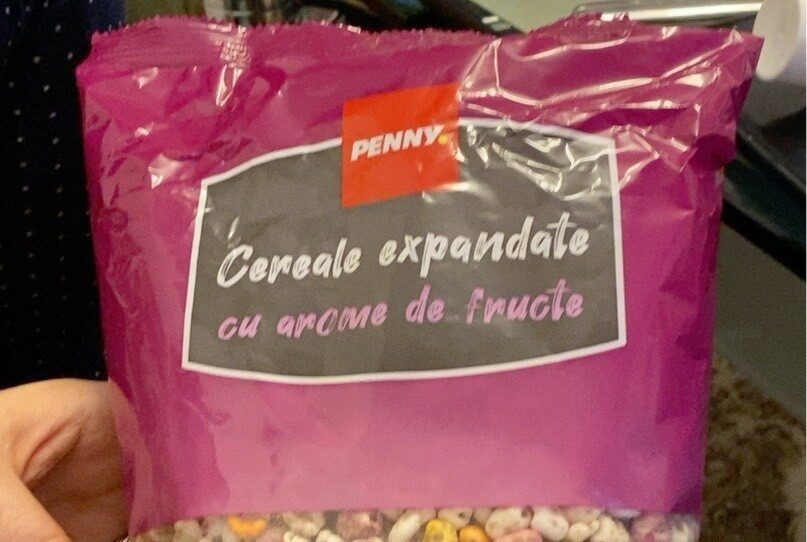 PENNY.
Cereale expandate
cu arome de fructe